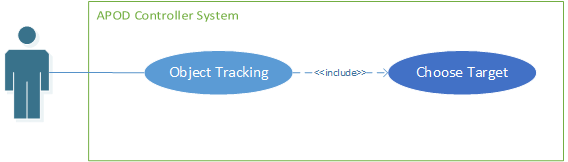 APOD Controller System
Object Tracking
<<include>>
Choose Target